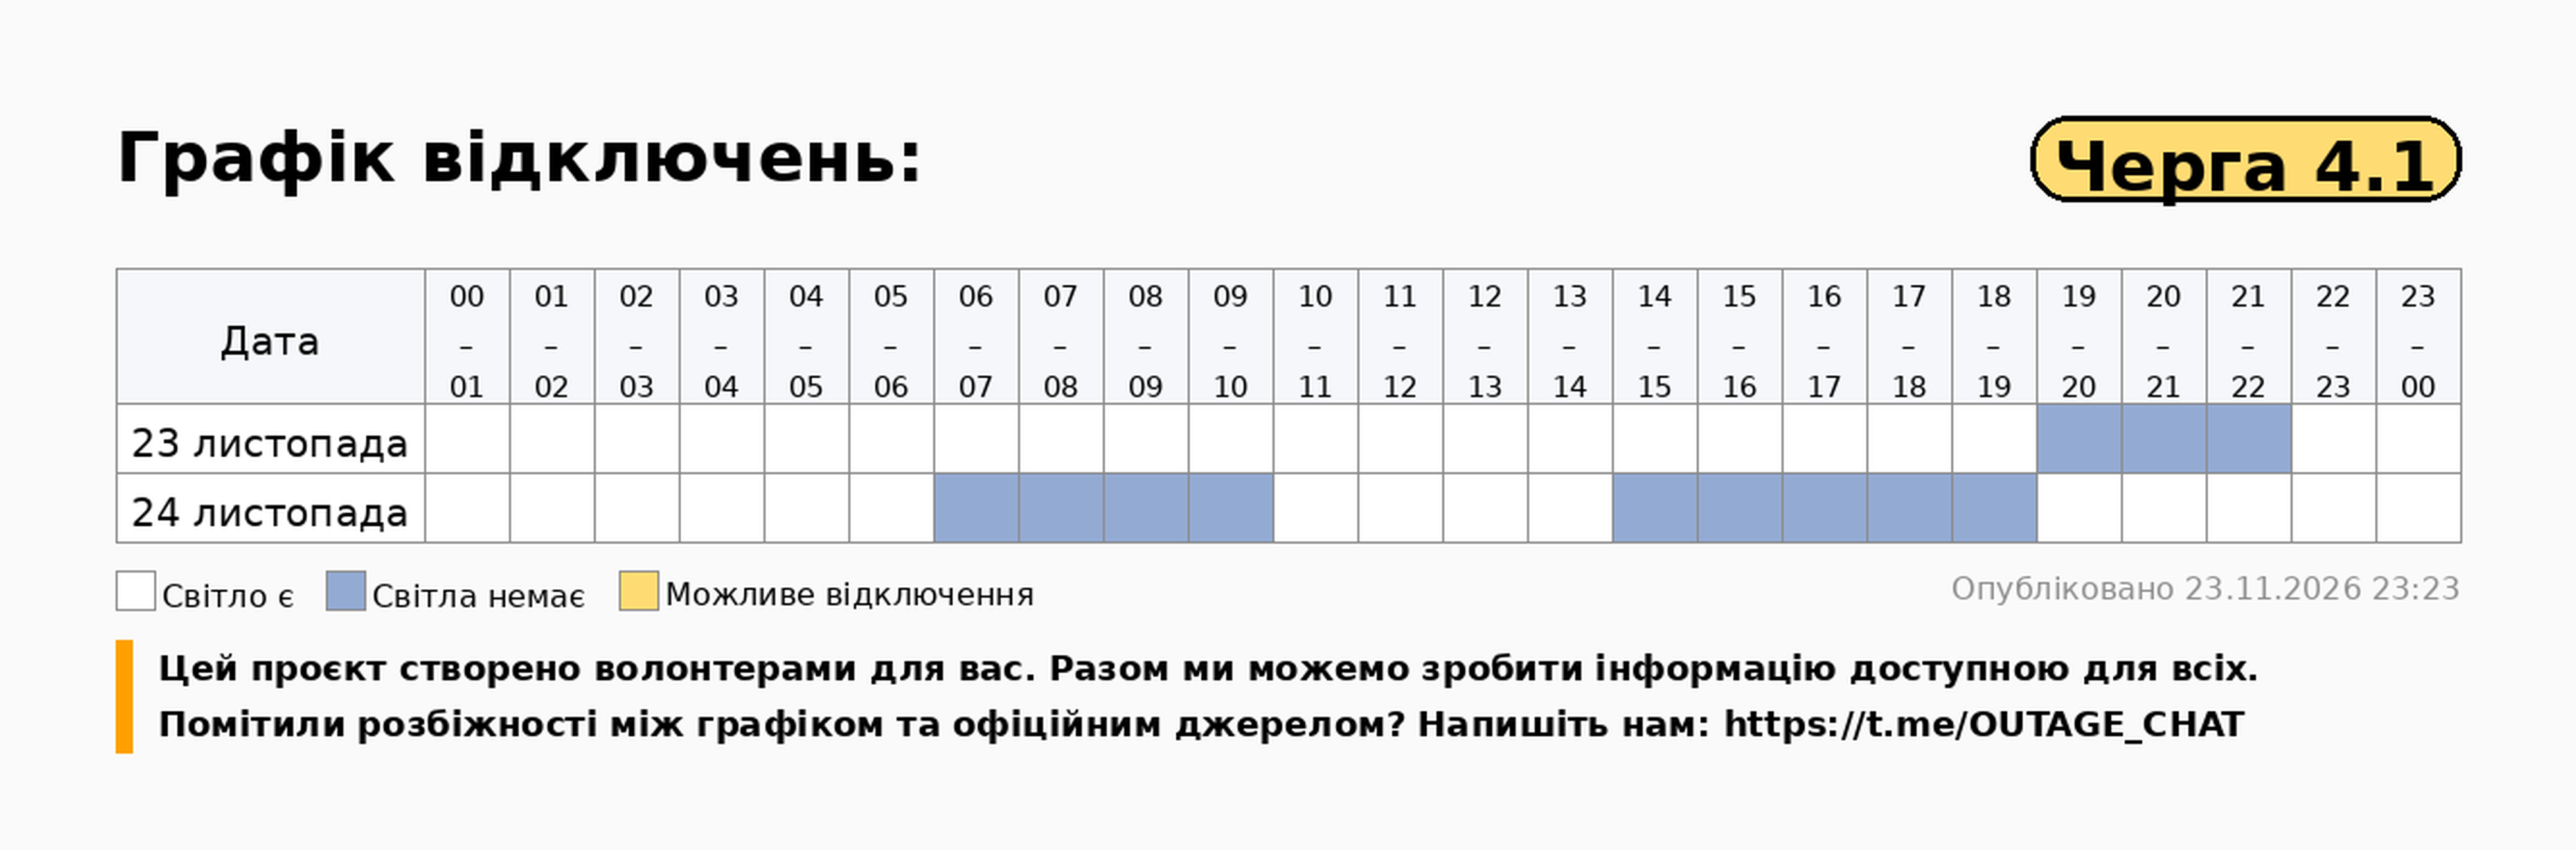 Графік відключень:
Черга 4.1
Дата 00 – 01 01 – 02 02 – 03 03 – 04 04 – 05 05 – 06 06 – 07 07 – 08 08 – 09 09 – 10 10 – 11 11 – 12 12 – 13 13 – 14 14 – 15 15 – 16 16 – 17 17 – 18 18 – 19 19 – 20 20 – 21 21 – 22 22 – 23 23 – 00
23 листопада
24 листопада
Світло є Світла немає Можливе відключення
Опубліковано 23.11.2026 23:23
Цей проєкт створено волонтерами для вас. Разом ми можемо зробити інформацію доступною для всіх.
Помітили розбіжності між графіком та офіційним джерелом? Напишіть нам: https://t.me/OUTAGE_CHAT